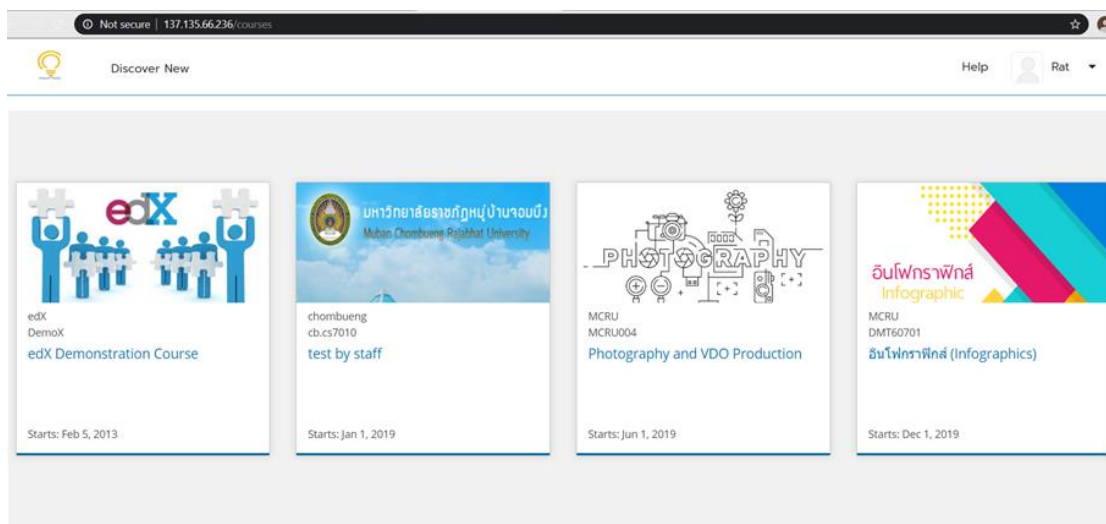 Not secure | 137.135.66.236/courses
Discover New
Help
Rat
edX
edX
DemoX
edX Demonstration Course
Starts: Feb 5, 2013
มหาวิทยาลัยราชภัฏหมู่บ้านจอมบึง
Muban Chombueng Rajabhat University
chombueng
cb.cs7010
test by staff
Starts: Jan 1, 2019
PHOTOGRAPHY
MCRU
MCRU004
Photography and VDO Production
Starts: Jun 1, 2019
อินโฟกราฟิกส์
Infographic
MCRU
DMT60701
อินโฟกราฟิกส์ (Infographics)
Starts: Dec 1, 2019